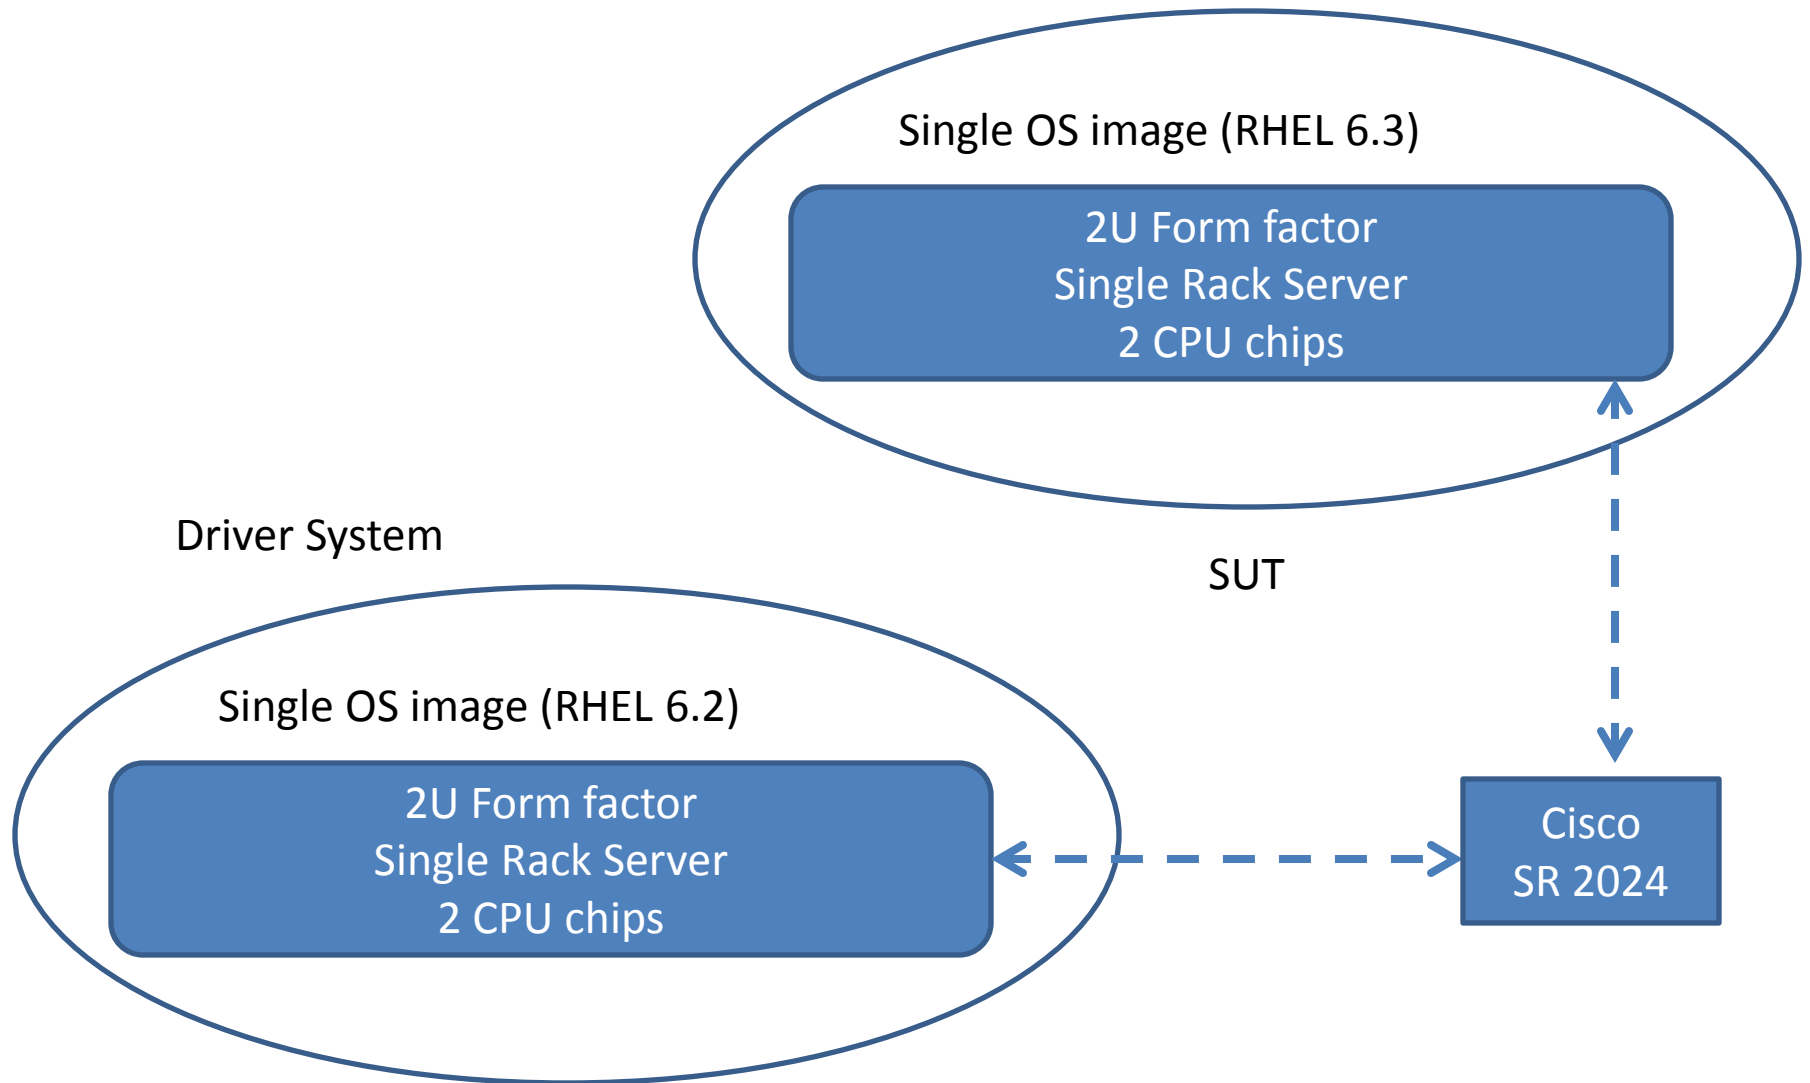 Single OS image (RHEL 6.3)
2U Form factor
Single Rack Server
2 CPU chips
Driver System
SUT
Single OS image (RHEL 6.2)
2U Form factor
Single Rack Server
2 CPU chips
Cisco
SR 2024